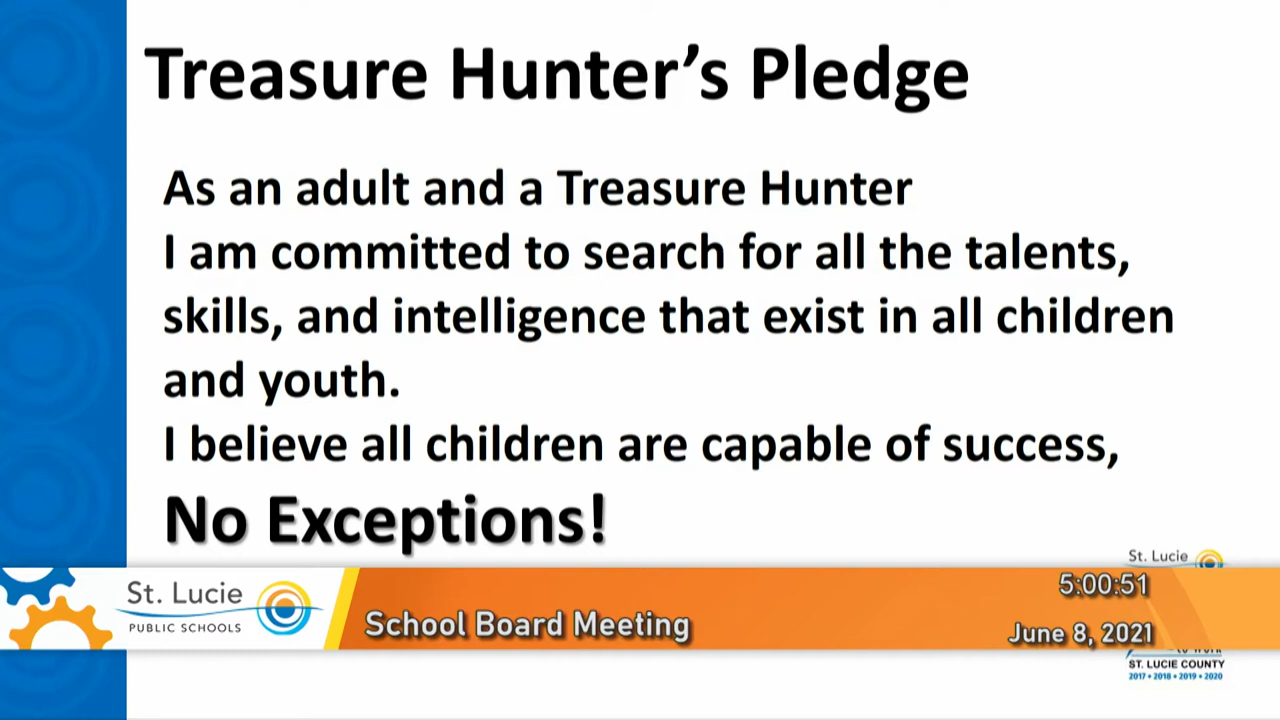 Treasure Hunter’s Pledge
As an adult and a Treasure Hunter
I am committed to search for all the talents,
skills, and intelligence that exist in all children
and youth.
I believe all children are capable of success,
No Exceptions!
St. Lucie
St. Lucie
PUBLIC SCHOOLS
School Board Meeting
5:00:51
June 8, 2021
ST. LUCIE COUNTY
2017 • 2018 • 2019 • 2020